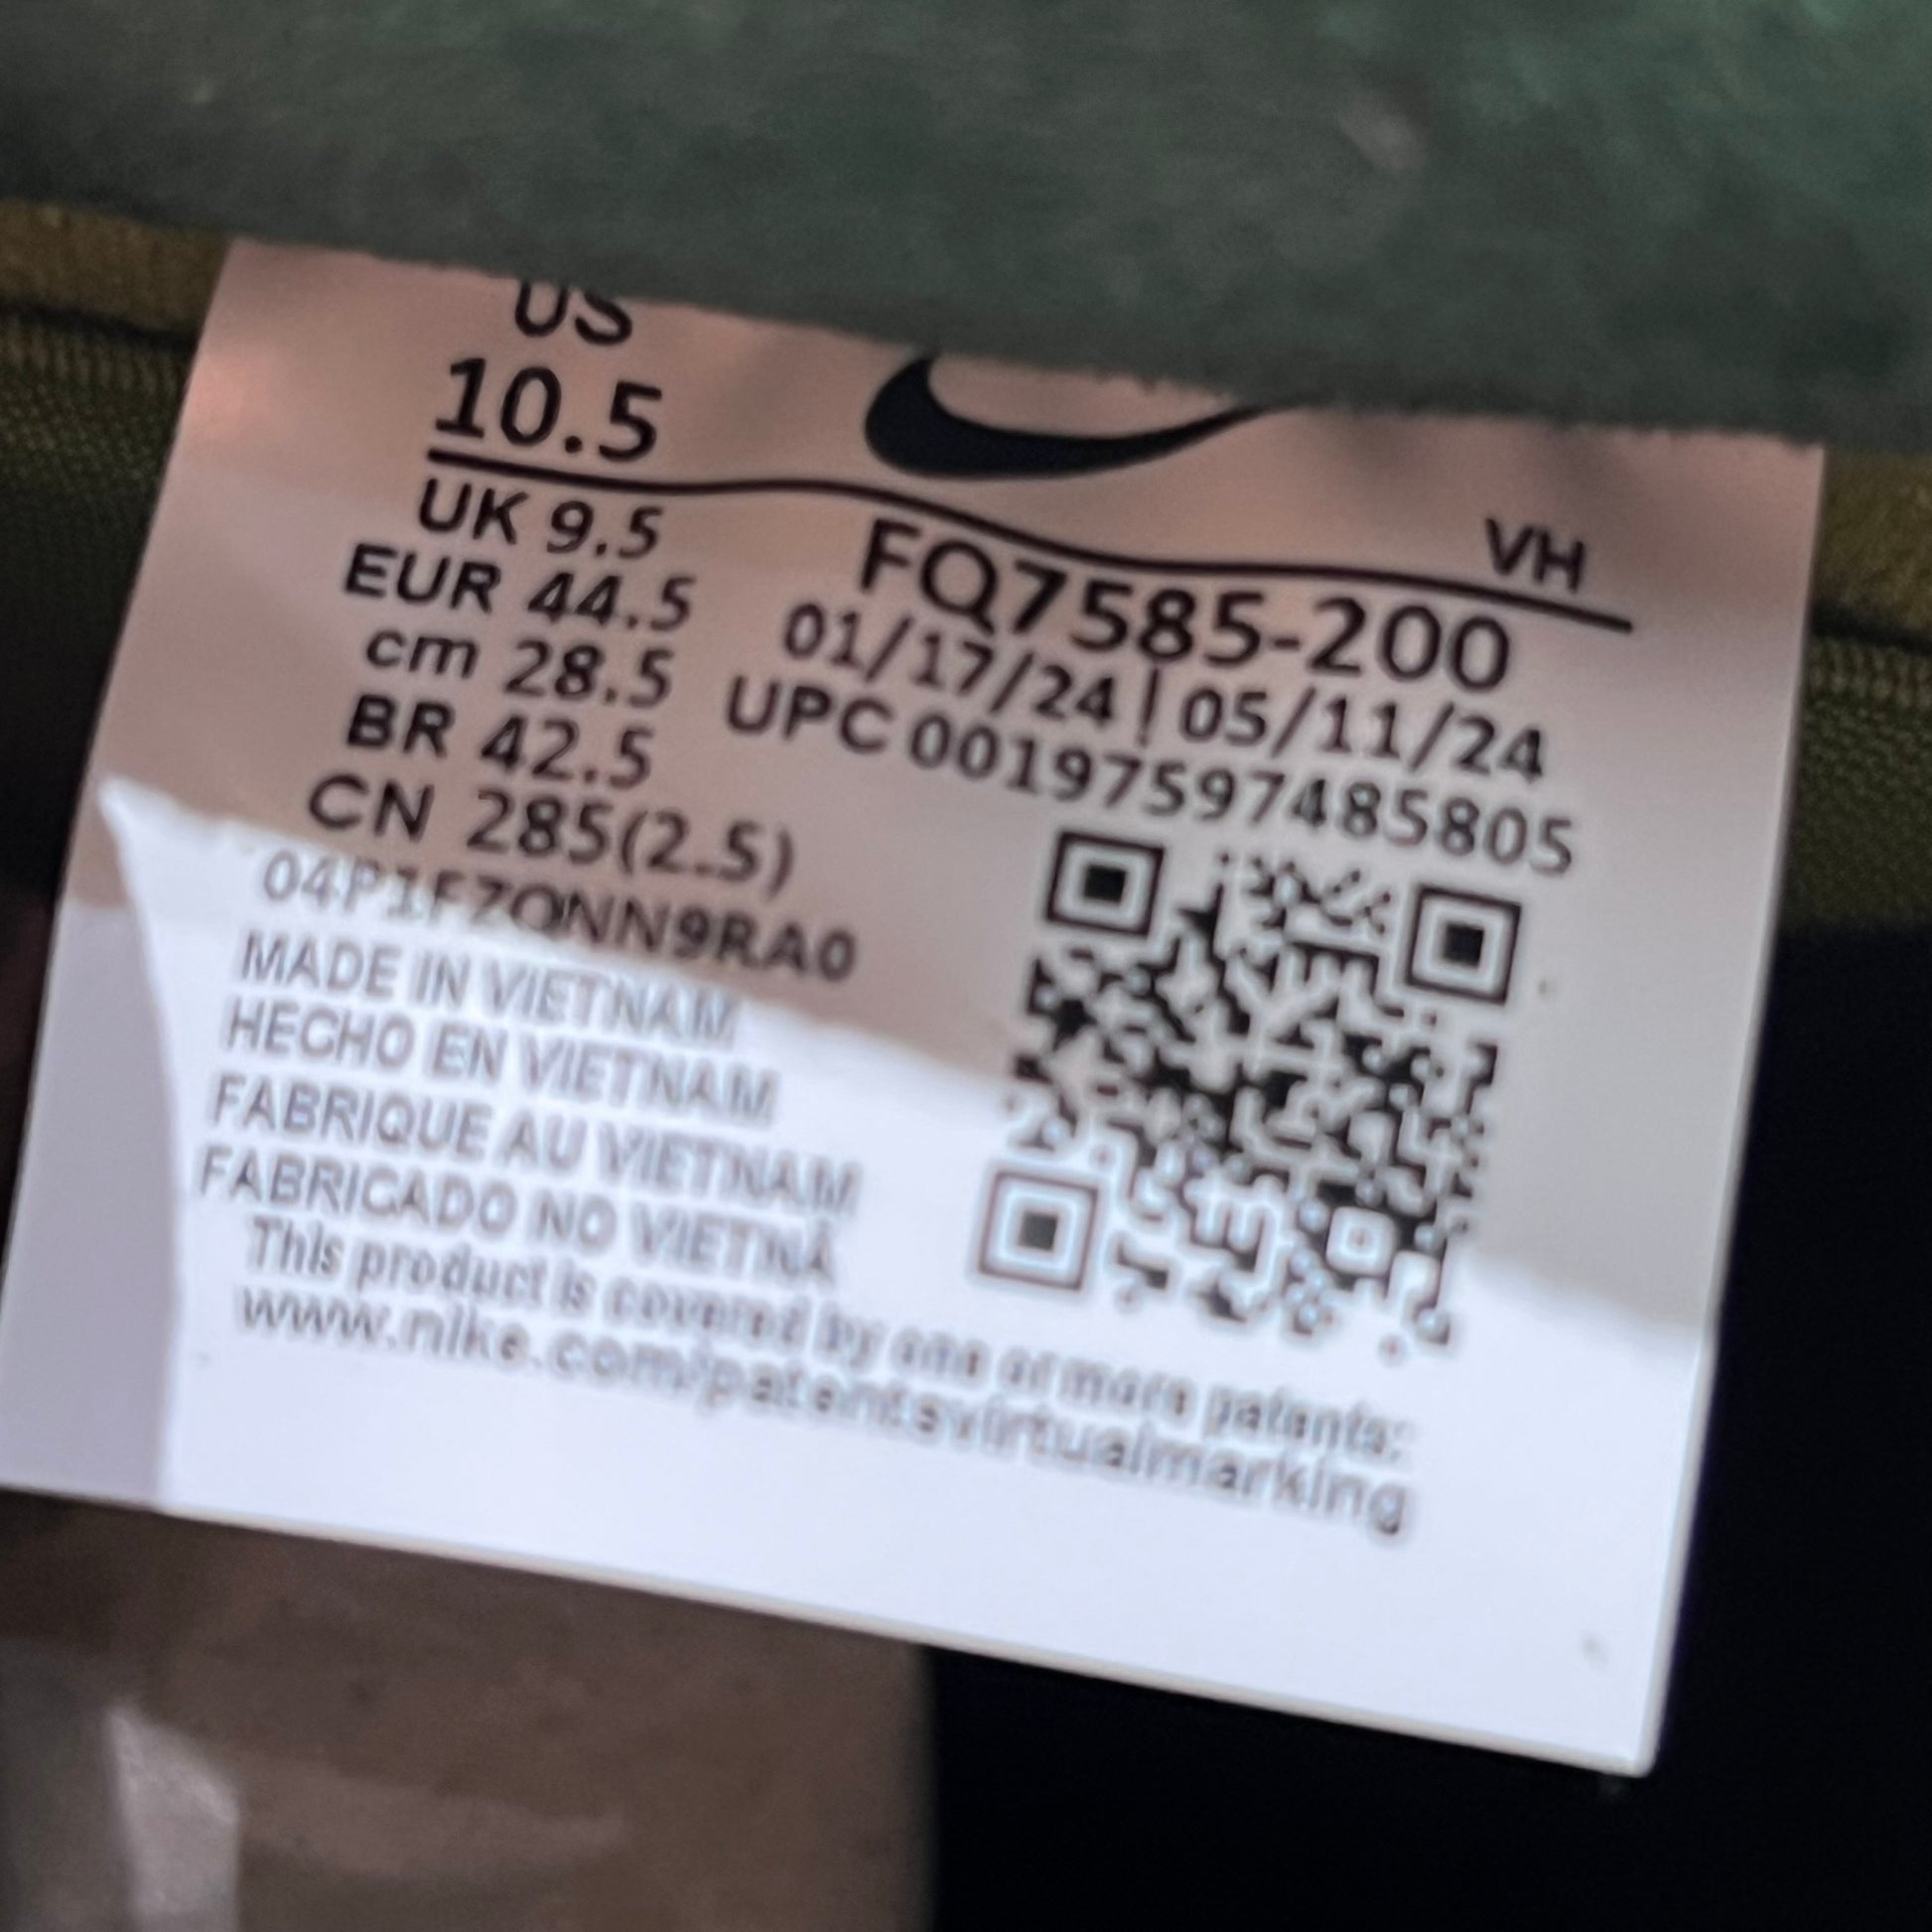 US
10.5
VH
UK 9.5
EUR 44.5
cm 28.5
BR 42.5
CN 285(2.5)
FQ7585-200
01/17/24 | 05/11/24
UPC 00197597485805
04P1FZQNN9RA0
MADE IN VIETNAM
HECHO EN VIETNAM
FABRIQUE AU VIETNAM
FABRICADO NO VIETNÃ
This product is covered by one or more patents:
www.nike.com/patentsvirtualmarking